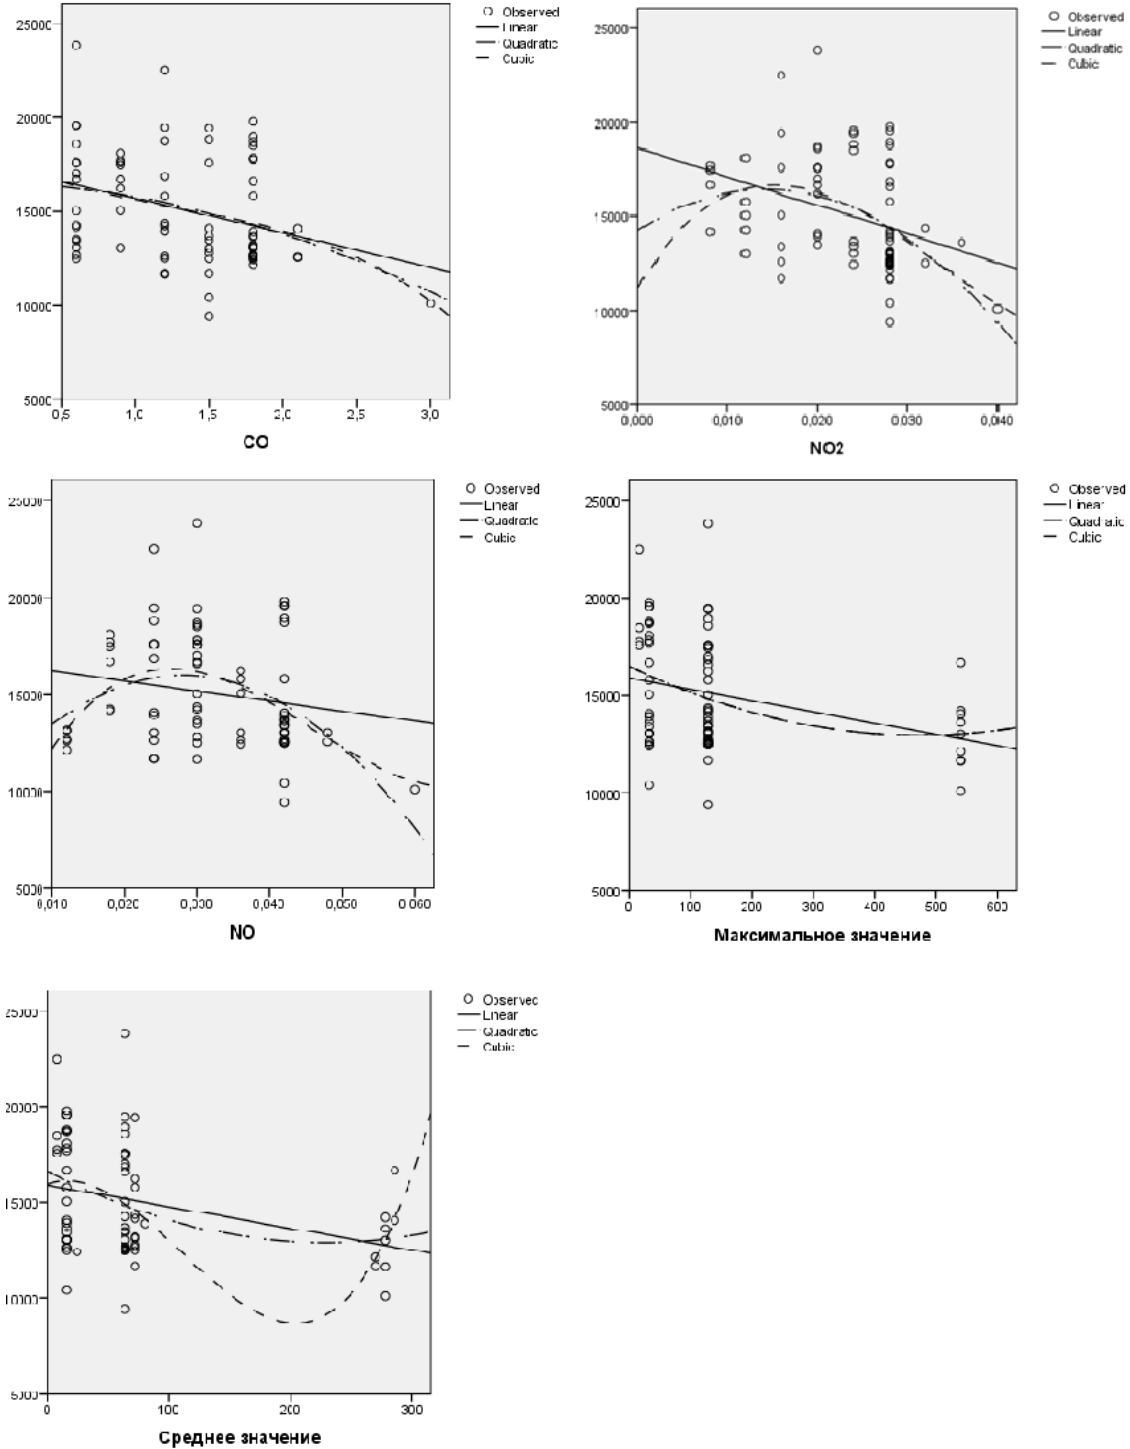 25000
20000
15000
10000
5000
0,5
1,0
1,5
2,0
2,5
3,0
CO
Observed
Linear
Quadratic
Cubic
25000
20000
15000
10000
5000
0,000
0,010
0,020
0,030
0,040
NO2
Observed
Linear
Quadratic
Cubic
25000
20000
15000
10000
5000
0,010
0,020
0,030
0,040
0,050
0,060
NO
Observed
Linear
Quadratic
Cubic
25000
20000
15000
10000
5000
0
100
200
300
400
500
600
Максимальное значение
Observed
Linear
Quadratic
Cubic
25000
20000
15000
10000
5000
0
100
200
300
Среднее значение
Observed
Linear
Quadratic
Cubic